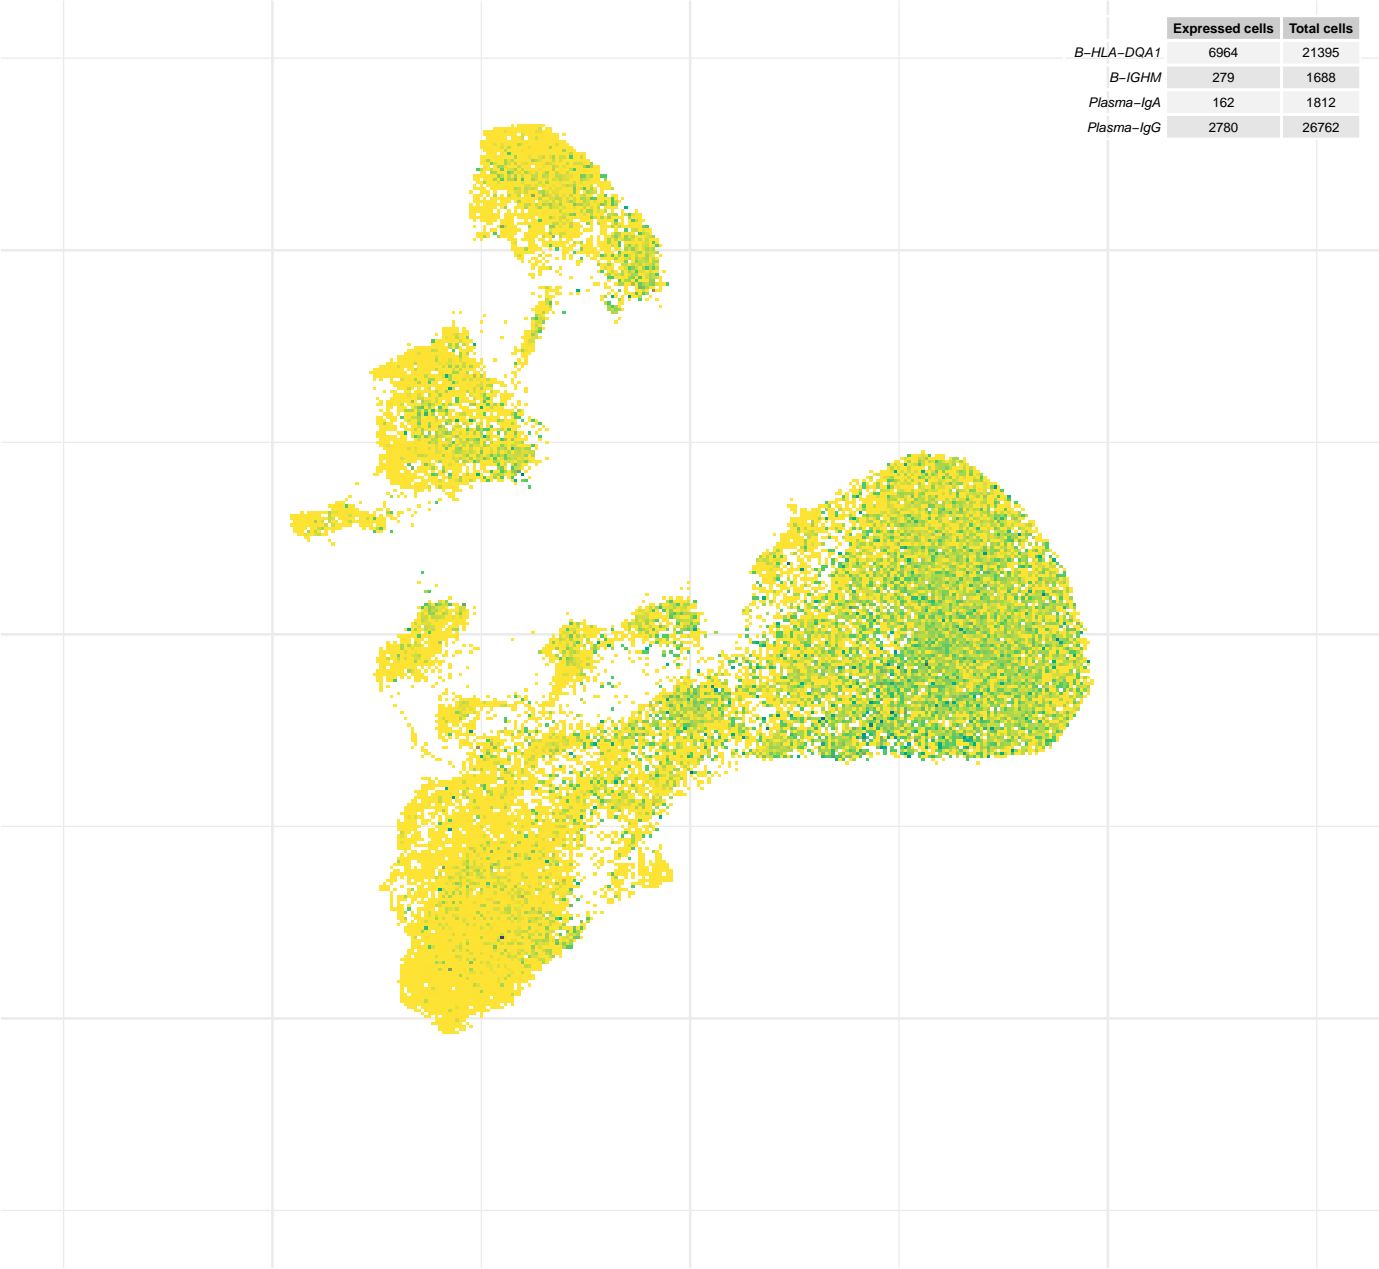 Expressed cells Total cells
B−HLA−DQA1 6964 21395
B−IGHM 279 1688
Plasma−IgA 162 1812
Plasma−IgG 2780 26762